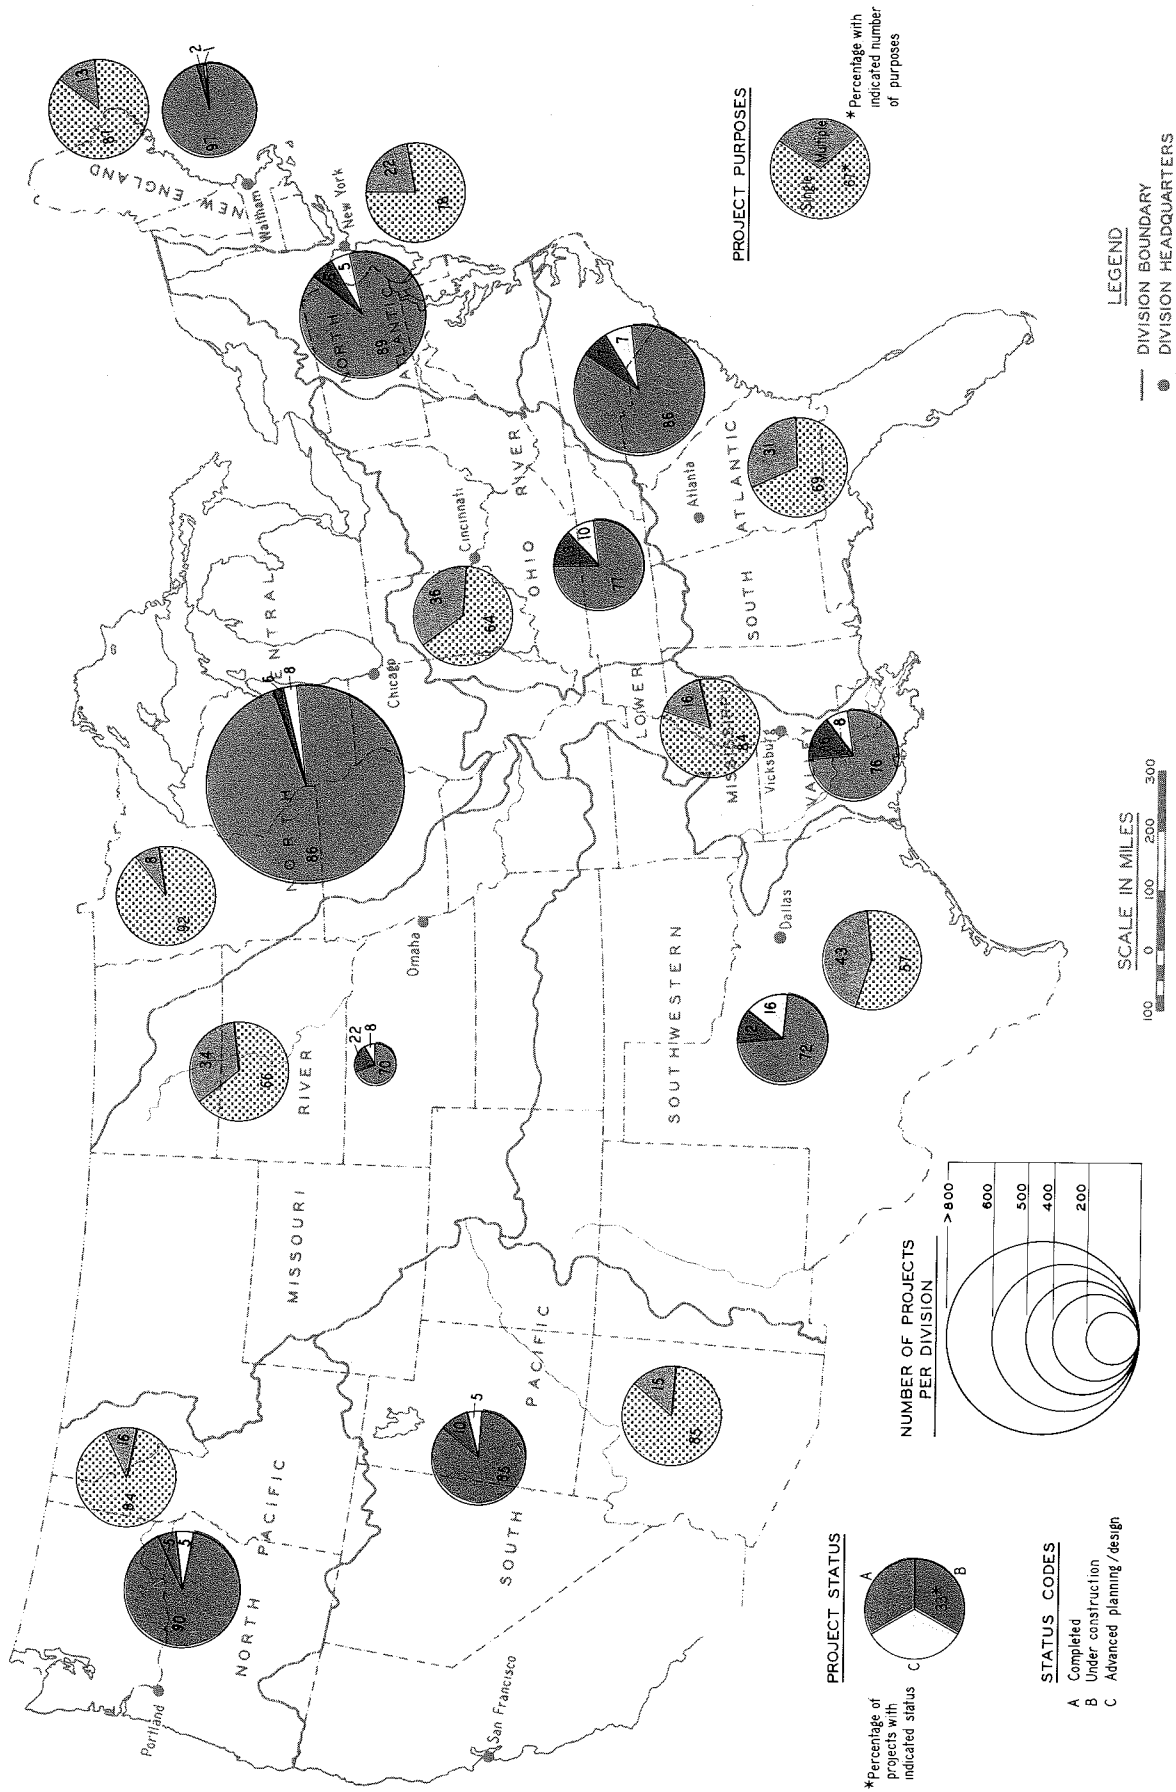 NEW ENGLAND
Waltham
13
2
1
97
New York
22
78
NORTH
ATLANTIC
5
89
CENTRAL
NORTH
Chicago
8
86
8
92
OHIO RIVER
Cincinnati
36
64
10
77
7
86
SOUTH ATLANTIC
Atlanta
31
69
LOWER
MISSISSIPPI
VALLEY
Vicksburg
16
84
8
76
MISSOURI RIVER
Omaha
34
66
22
8
70
SOUTHWESTERN
Dallas
43
57
12
16
72
NORTH PACIFIC
Portland
16
84
5
5
90
SOUTH PACIFIC
San Francisco
10
5
85
15
85
PROJECT STATUS
A
B
C
33*
*Percentage of
projects with
indicated status
STATUS CODES
A Completed
B Under construction
C Advanced planning/design
NUMBER OF PROJECTS
PER DIVISION
>800
600
500
400
200
SCALE IN MILES
100 0 100 200 300
PROJECT PURPOSES
Single
Multiple
*Percentage with
indicated number
of purposes
LEGEND
DIVISION BOUNDARY
DIVISION HEADQUARTERS